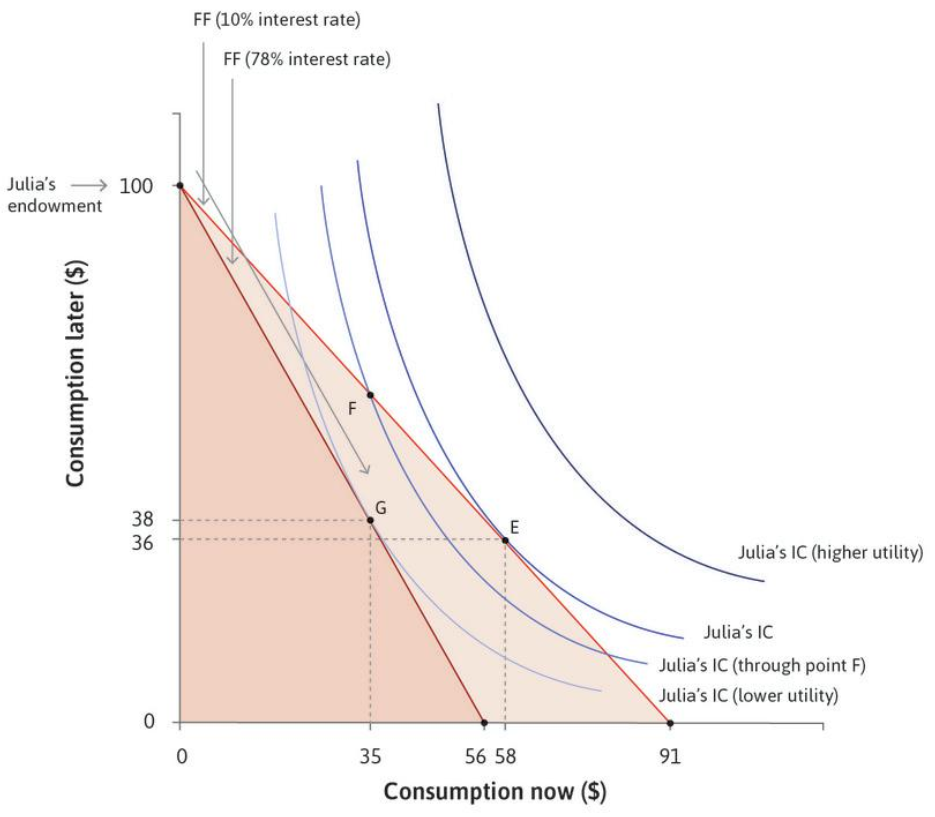 FF (10% interest rate)
FF (78% interest rate)
Julia's
endowment
100
Consumption later ($)
F
G
38
36
E
Julia's IC (higher utility)
Julia's IC
Julia's IC (through point F)
Julia's IC (lower utility)
0
0
35
56
58
91
Consumption now ($)